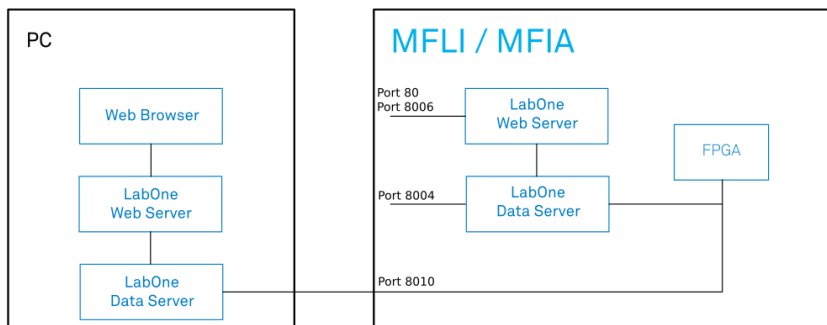 PC
Web Browser
LabOne
Web Server
LabOne
Data Server
MFLI / MFIA
Port 80
Port 8006
LabOne
Web Server
FPGA
Port 8004
LabOne
Data Server
Port 8010